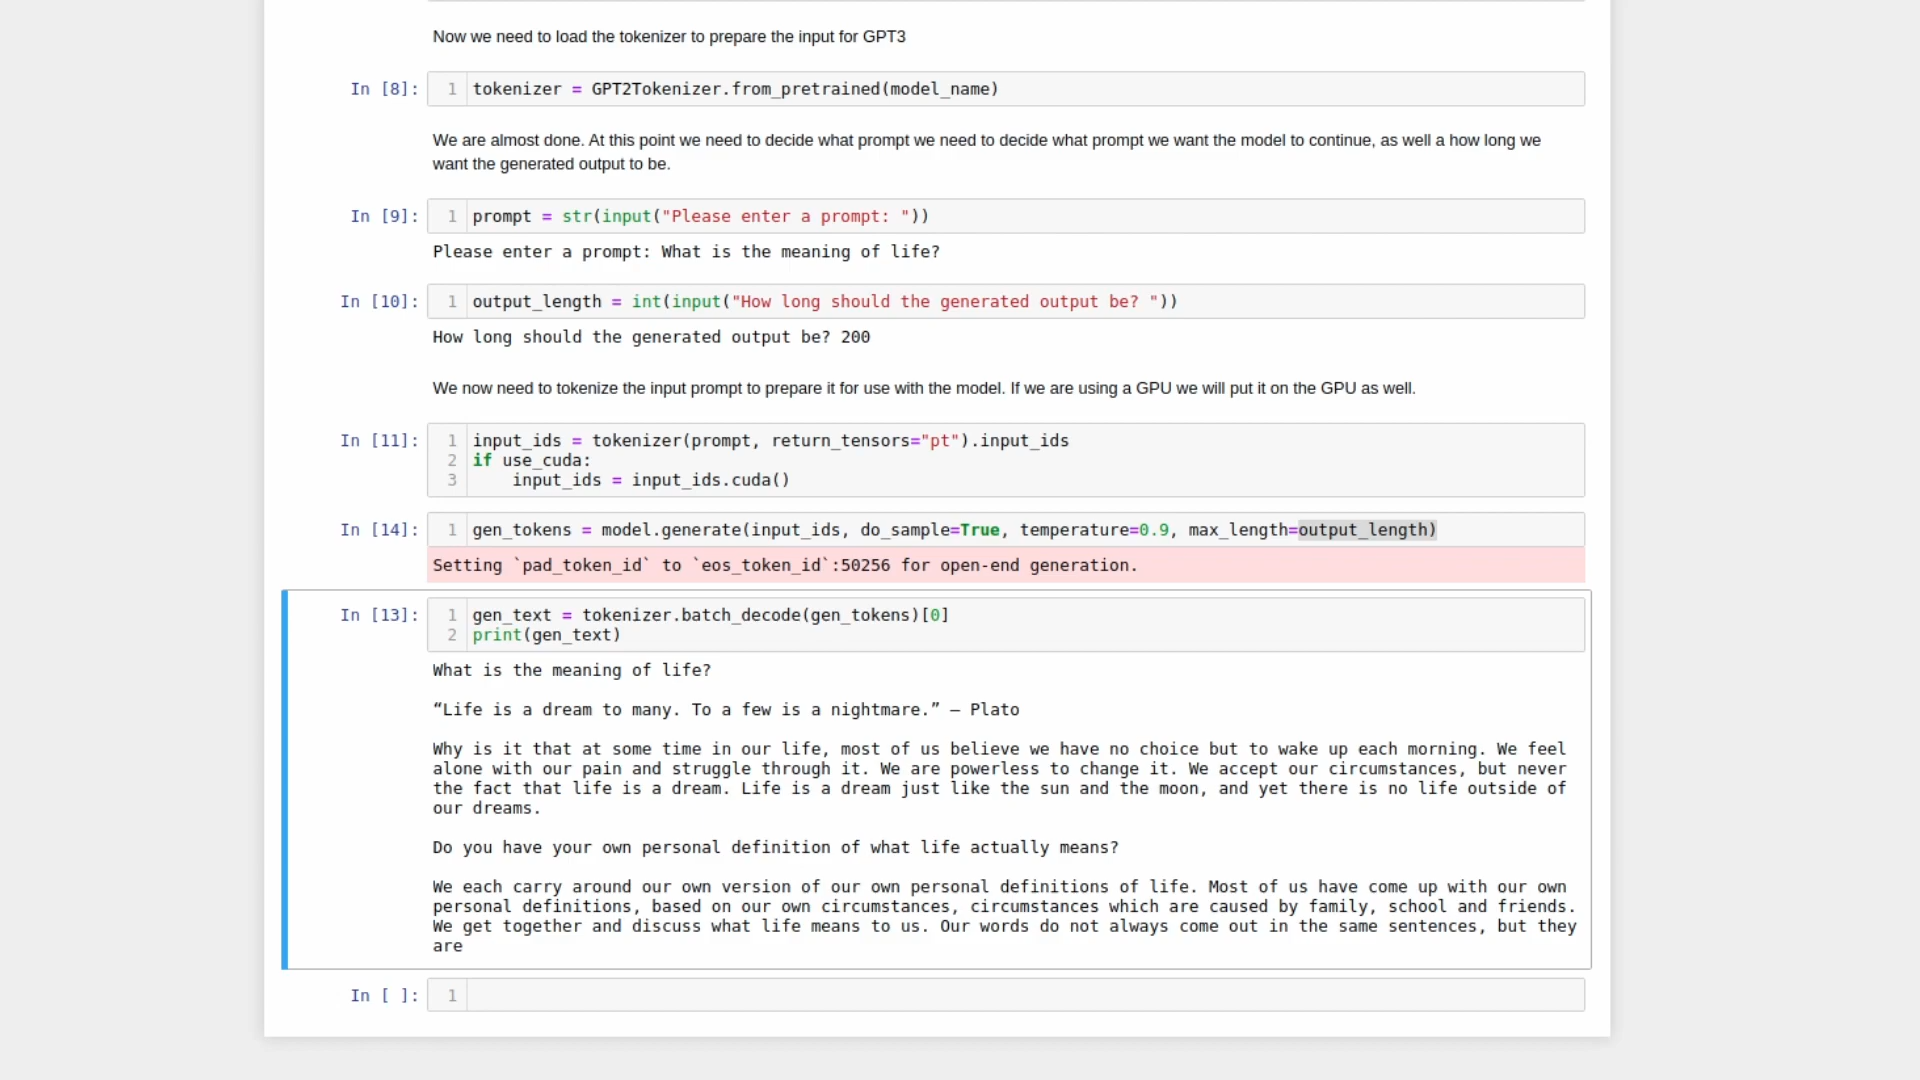 Now we need to load the tokenizer to prepare the input for GPT3
In [8]: 1 tokenizer = GPT2Tokenizer.from_pretrained(model_name)
We are almost done. At this point we need to decide what prompt we need to decide what prompt we want the model to continue, as well a how long we
want the generated output to be.
In [9]: 1 prompt = str(input("Please enter a prompt: "))
Please enter a prompt: What is the meaning of life?
In [10]: 1 output_length = int(input("How long should the generated output be? "))
How long should the generated output be? 200
We now need to tokenize the input prompt to prepare it for use with the model. If we are using a GPU we will put it on the GPU as well.
In [11]: 1 input_ids = tokenizer(prompt, return_tensors="pt").input_ids
2 if use_cuda:
3     input_ids = input_ids.cuda()
In [14]: 1 gen_tokens = model.generate(input_ids, do_sample=True, temperature=0.9, max_length=output_length)
Setting `pad_token_id` to `eos_token_id`:50256 for open-end generation.
In [13]: 1 gen_text = tokenizer.batch_decode(gen_tokens)[0]
2 print(gen_text)
What is the meaning of life?
“Life is a dream to many. To a few is a nightmare.” – Plato
Why is it that at some time in our life, most of us believe we have no choice but to wake up each morning. We feel
alone with our pain and struggle through it. We are powerless to change it. We accept our circumstances, but never
the fact that life is a dream. Life is a dream just like the sun and the moon, and yet there is no life outside of
our dreams.
Do you have your own personal definition of what life actually means?
We each carry around our own version of our own personal definitions of life. Most of us have come up with our own
personal definitions, based on our own circumstances, circumstances which are caused by family, school and friends.
We get together and discuss what life means to us. Our words do not always come out in the same sentences, but they
are
In [ ]: 1